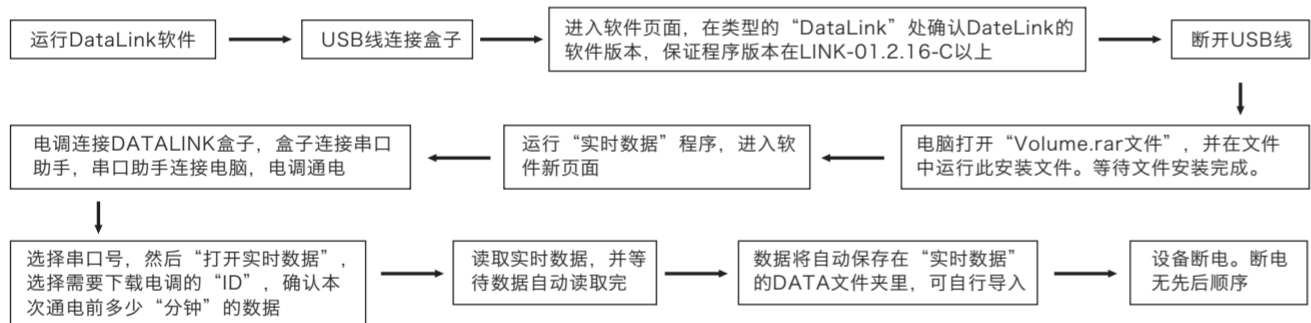 运行DataLink软件
USB线连接盒子
进入软件页面，在类型的“DataLink”处确认DateLink的
软件版本，保证程序版本在LINK-01.2.16-C以上
断开USB线
电脑打开“Volume.rar文件”，并在文件
中运行此安装文件。等待文件安装完成。
运行“实时数据”程序，进入软
件新页面
电调连接DATALINK盒子，盒子连接串口
助手，串口助手连接电脑，电调通电
选择串口号，然后“打开实时数据”，
选择需要下载电调的“ID”，确认本
次通电前多少“分钟”的数据
读取实时数据，并等
待数据自动读取完
数据将自动保存在“实时数据”
的DATA文件夹里，可自行导入
设备断电。断电
无先后顺序